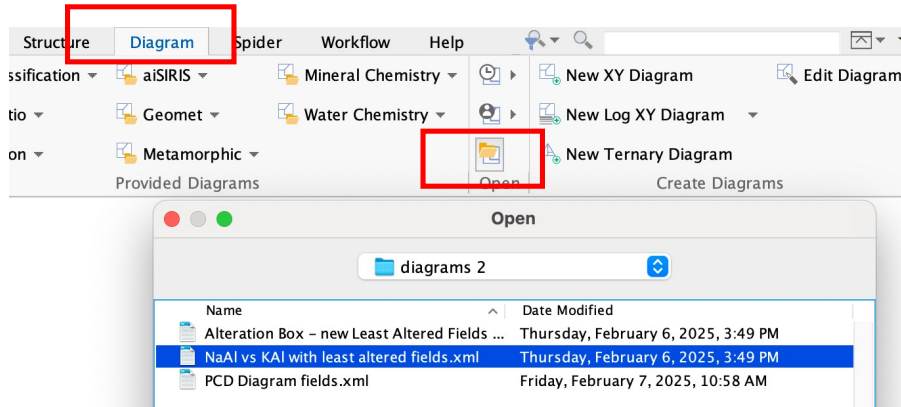 Structure Diagram Spider Workflow Help
ssification aiSIRIS Mineral Chemistry New XY Diagram Edit Diagram
tio Geomet Water Chemistry New Log XY Diagram
on Metamorphic New Ternary Diagram
Provided Diagrams Open Create Diagrams
Open
diagrams 2
Name Date Modified
Alteration Box – new Least Altered Fields ... Thursday, February 6, 2025, 3:49 PM
NaAl vs KAl with least altered fields.xml Thursday, February 6, 2025, 3:49 PM
PCD Diagram fields.xml Friday, February 7, 2025, 10:58 AM